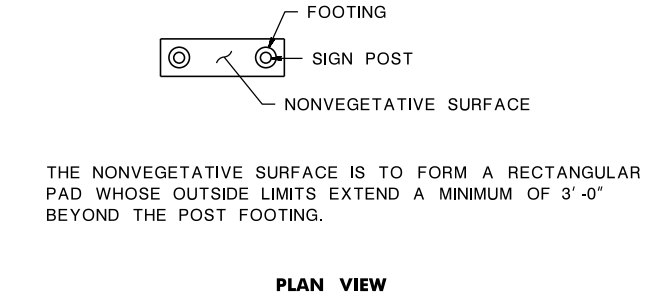 FOOTING
SIGN POST
NONVEGETATIVE SURFACE
THE NONVEGETATIVE SURFACE IS TO FORM A RECTANGULAR
PAD WHOSE OUTSIDE LIMITS EXTEND A MINIMUM OF 3'-0"
BEYOND THE POST FOOTING.
PLAN VIEW